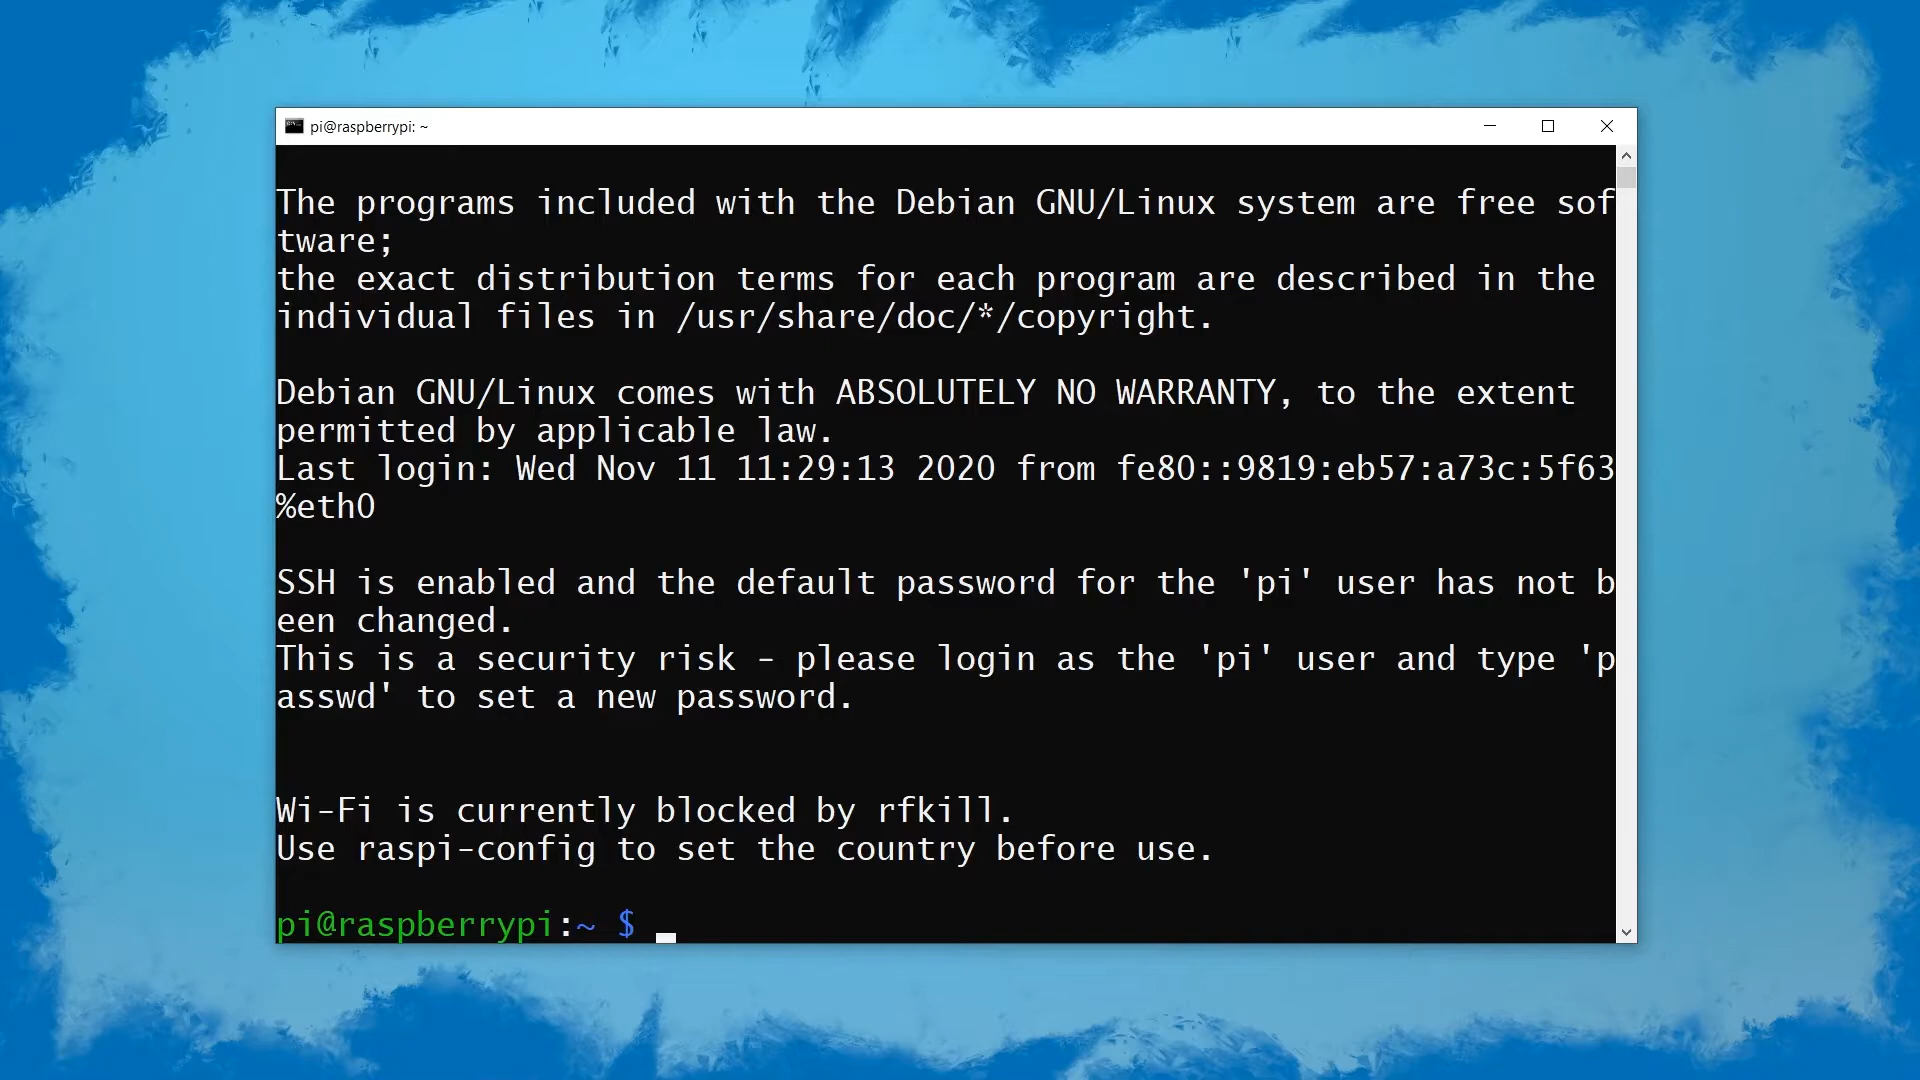 pi@raspberrypi: ~
The programs included with the Debian GNU/Linux system are free sof
tware;
the exact distribution terms for each program are described in the
individual files in /usr/share/doc/*/copyright.
Debian GNU/Linux comes with ABSOLUTELY NO WARRANTY, to the extent
permitted by applicable law.
Last login: Wed Nov 11 11:29:13 2020 from fe80::9819:eb57:a73c:5f63
%eth0
SSH is enabled and the default password for the 'pi' user has not b
een changed.
This is a security risk - please login as the 'pi' user and type 'p
asswd' to set a new password.
Wi-Fi is currently blocked by rfkill.
Use raspi-config to set the country before use.
pi@raspberrypi:~ $